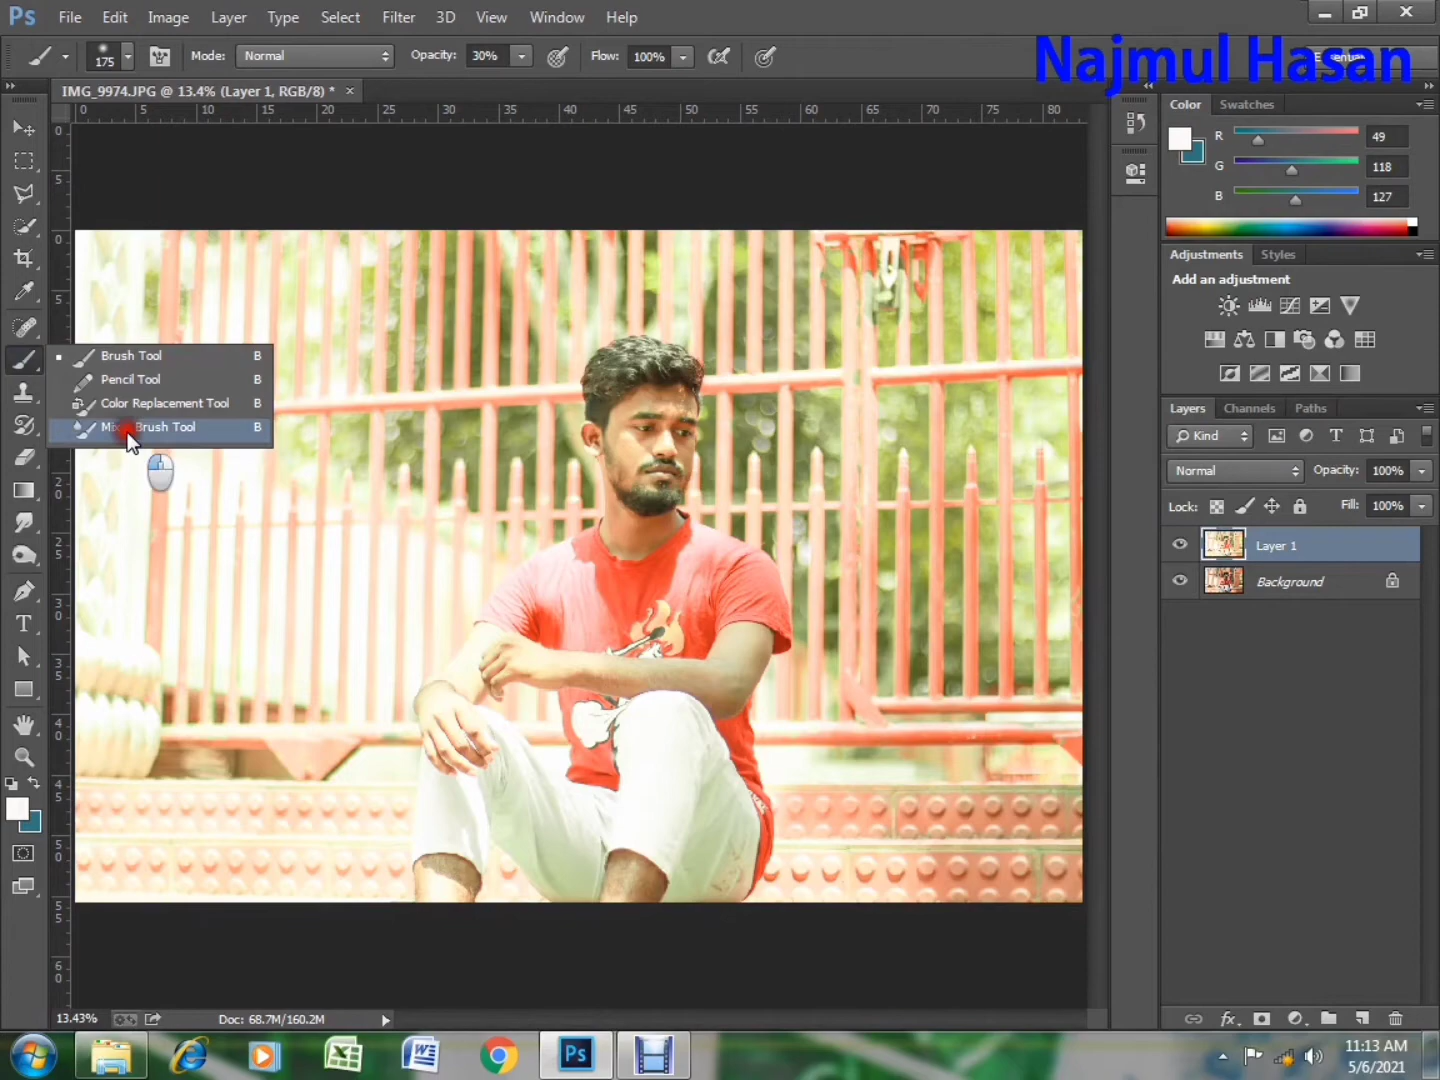 Ps File Edit Image Layer Type Select Filter 3D View Window Help
175 Mode: Normal Opacity: 30% Flow: 100%
Najmul Hasan
IMG_9974.JPG @ 13.4% (Layer 1, RGB/8) * ×
0 5 10 15 20 25 30 35 40 45 50 55 60 65 70 75 80
Color Swatches
R 49
G 118
B 127
Adjustments Styles
Add an adjustment
Brush Tool B
Pencil Tool B
Color Replacement Tool B
Brush Tool B
Layers Channels Paths
Kind
Normal Opacity: 100%
Lock: Fill: 100%
Layer 1
Background
13.43% Doc: 68.7M/160.2M
Ps
11:13 AM
5/6/2021